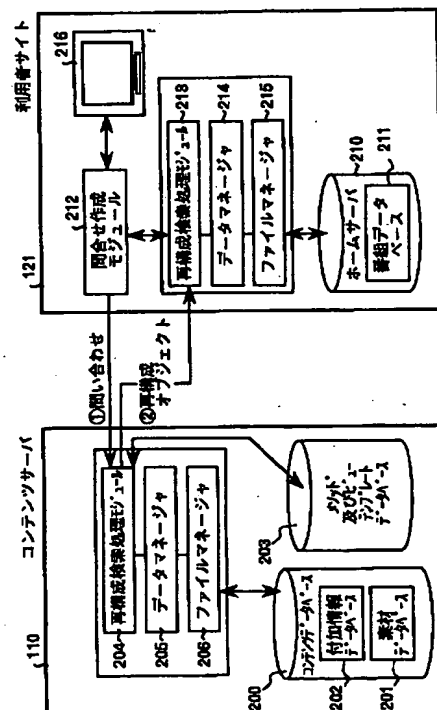 コンテンツサーバ
110
204
再構成検索処理モジュール
205
データマネージャ
206
ファイルマネージャ
200
コンテンツデータベース
202
付加情報
データベース
201
素材
データベース
203
メソッド
及びビュー
テンプレート
データベース
①問い合わせ
②再構成
オブジェクト
利用者サイト
121
212
問合せ作成
モジュール
216
再構成検索処理モジュール
213
データマネージャ
214
ファイルマネージャ
215
ホームサーバ
210
番組データ
ベース
211